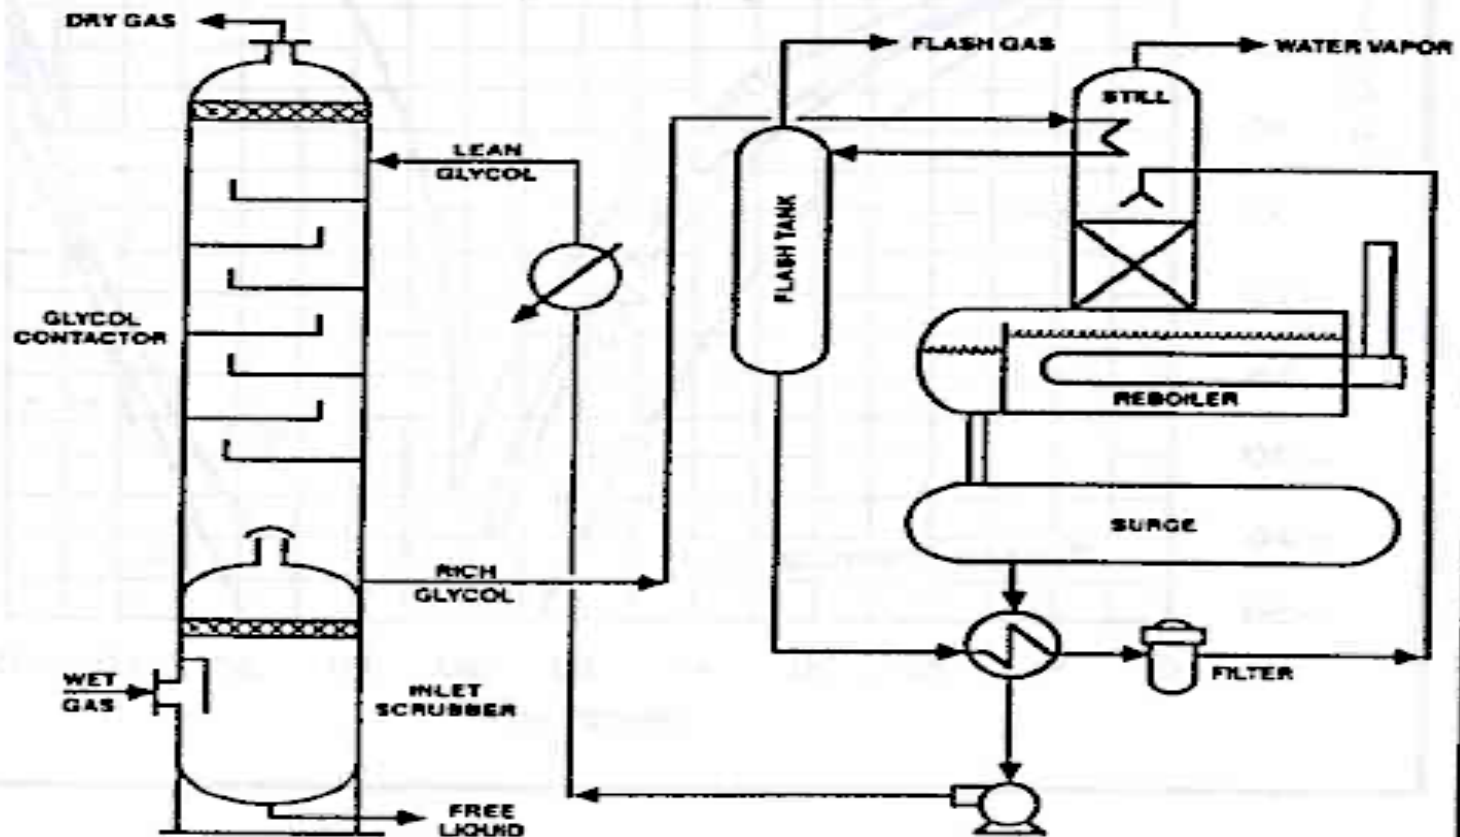 DRY GAS
FLASH GAS
WATER VAPOR
STILL
LEAN
GLYCOL
FLASH TANK
GLYCOL
CONTACTOR
REBOILER
SURGE
RICH
GLYCOL
WET
GAS
INLET
SCRUBBER
FILTER
FREE
LIQUID